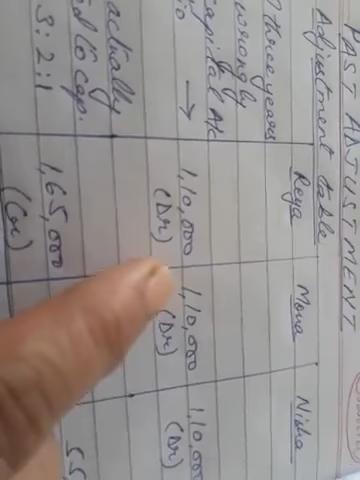 PAST ADJUSTMENT
Adjustment table
Reya
Mona
Nisha
three years
wrongly
capital A/c
→
1,10,000
(Dr)
1,10,000
(Dr)
1,10,000
(Dr)
actually
to cap.
3:2:1
1,65,000
(Cr)
55